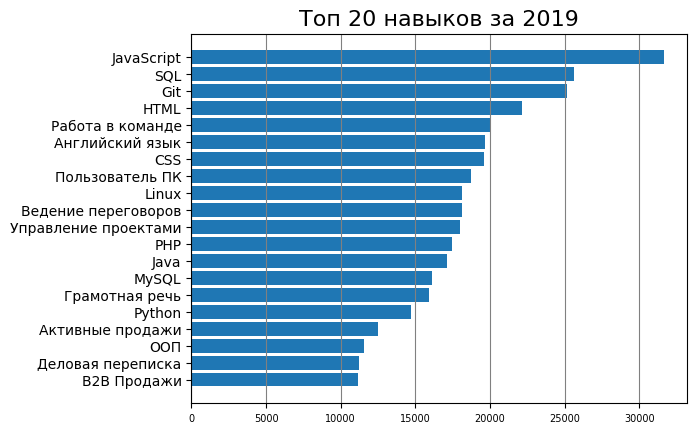 Топ 20 навыков за 2019
JavaScript
SQL
Git
HTML
Работа в команде
Английский язык
CSS
Пользователь ПК
Linux
Ведение переговоров
Управление проектами
PHP
Java
MySQL
Грамотная речь
Python
Активные продажи
ООП
Деловая переписка
B2B Продажи
0 5000 10000 15000 20000 25000 30000